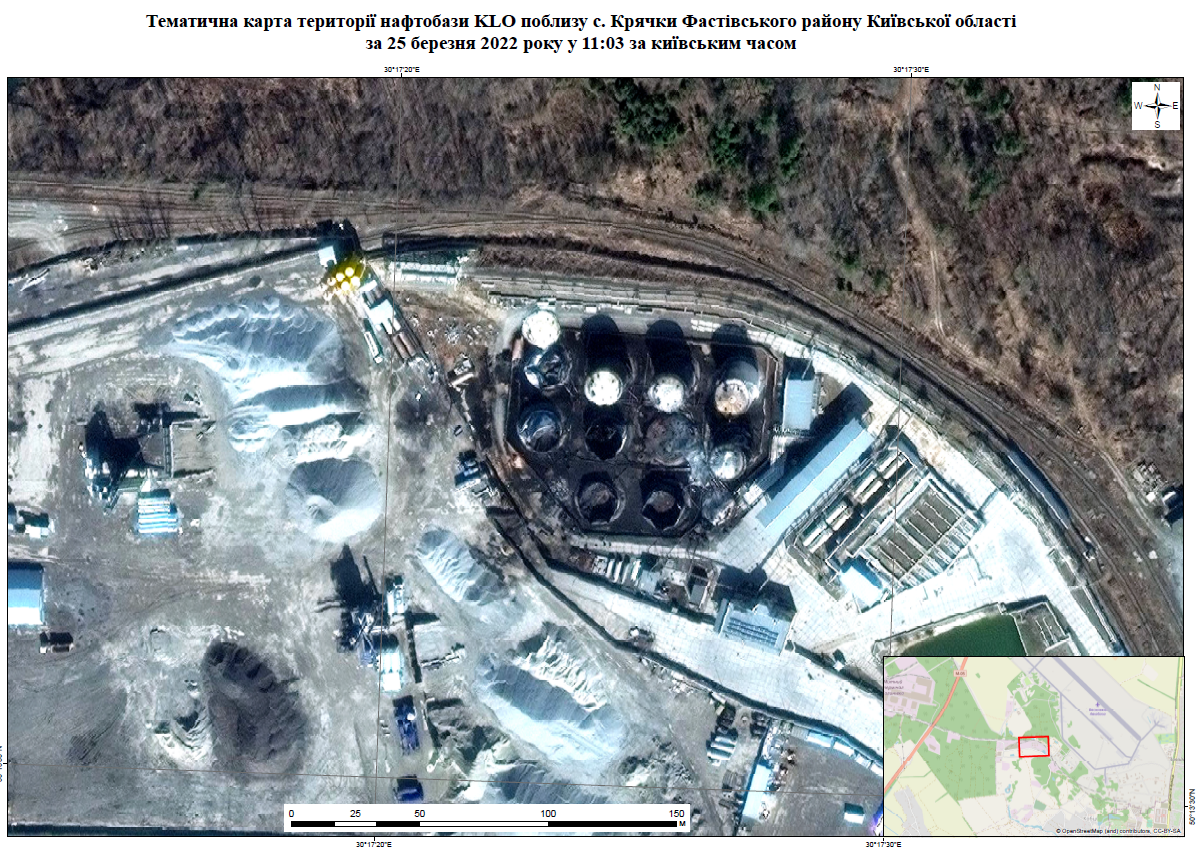 Тематична карта території нафтобази KLO поблизу с. Крячки Фастівського району Київської області
за 25 березня 2022 року у 11:03 за київським часом
30°17'20"E
30°17'30"E
N
W
E
S
0
25
50
100
150
М
50°13'30"N
© OpenStreetMap (and) contributors, CC-BY-SA
30°17'20"E
30°17'30"E